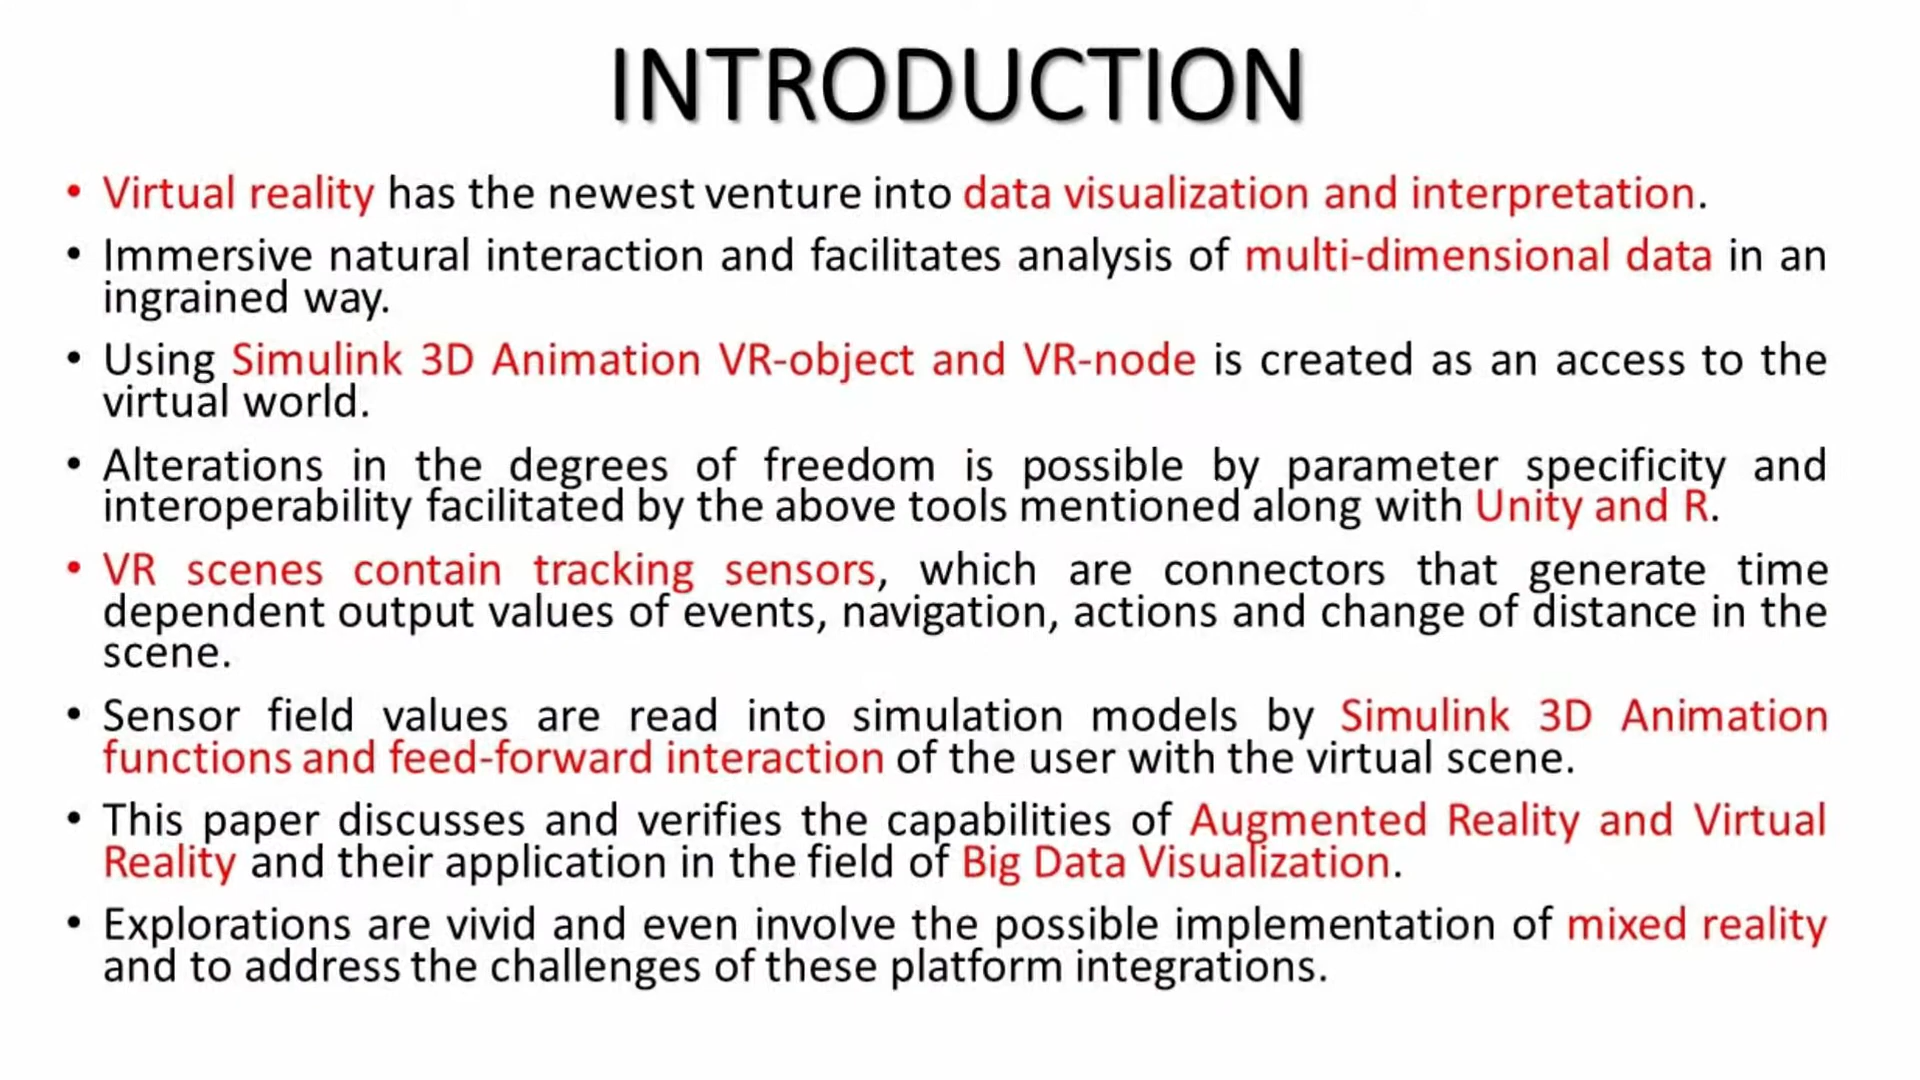 INTRODUCTION
• Virtual reality has the newest venture into data visualization and interpretation.
• Immersive natural interaction and facilitates analysis of multi-dimensional data in an
ingrained way.
• Using Simulink 3D Animation VR-object and VR-node is created as an access to the
virtual world.
• Alterations in the degrees of freedom is possible by parameter specificity and
interoperability facilitated by the above tools mentioned along with Unity and R.
• VR scenes contain tracking sensors, which are connectors that generate time
dependent output values of events, navigation, actions and change of distance in the
scene.
• Sensor field values are read into simulation models by Simulink 3D Animation
functions and feed-forward interaction of the user with the virtual scene.
• This paper discusses and verifies the capabilities of Augmented Reality and Virtual
Reality and their application in the field of Big Data Visualization.
• Explorations are vivid and even involve the possible implementation of mixed reality
and to address the challenges of these platform integrations.